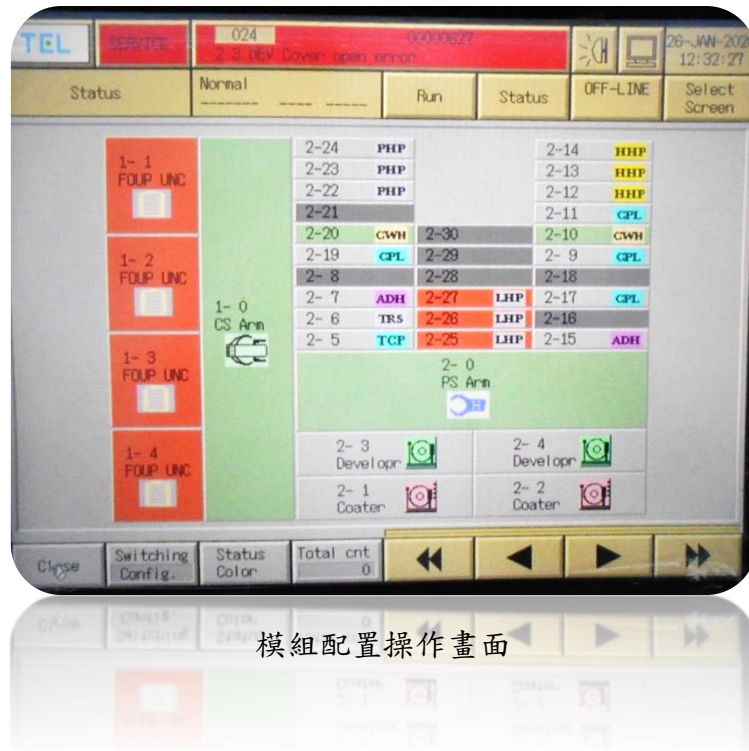 TEL
SERVICE
024
00000827
2 3 DEV Cover open error
26-JAN-202
12:32:27
Status
Normal
Run
Status
OFF-LINE
Select
Screen
1- 1
FOUP UNC
1- 2
FOUP UNC
1- 3
FOUP UNC
1- 4
FOUP UNC
1- 0
CS Arm
2-24 PHP
2-23 PHP
2-22 PHP
2-21
2-20 CWH
2-19 CPL
2- 8
2- 7 ADH
2- 6 TRS
2- 5 TCP
2-30
2-29
2-28
2-27 LHP
2-26 LHP
2-25 LHP
2-14 HHP
2-13 HHP
2-12 HHP
2-11 CPL
2-10 CWH
2- 9 CPL
2-18
2-17 CPL
2-16
2-15 ADH
2- 0
PS Arm
2- 3
Developr
2- 4
Developr
2- 1
Coater
2- 2
Coater
Close
Switching
Config.
Status
Color
Total cnt
0
模組配置操作畫面